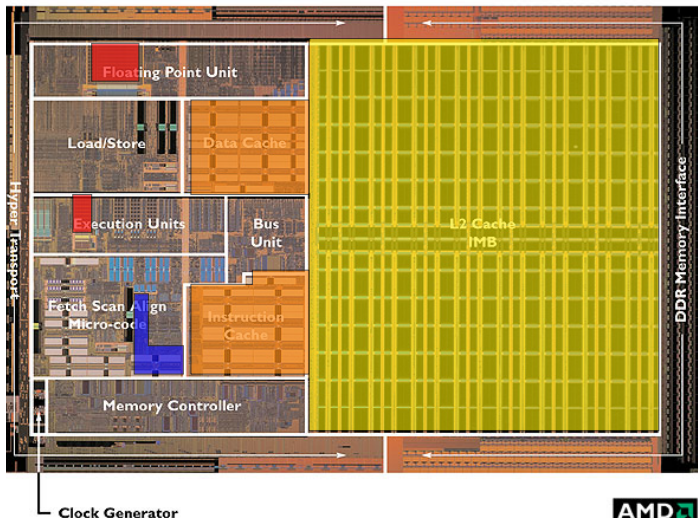 Floating Point Unit
Load/Store
Data Cache
Hyper Transport
Execution Units
Bus
Unit
L2 Cache
IMB
DDR Memory Interface
Fetch Scan Align
Micro-code
Instruction
Cache
Memory Controller
Clock Generator
AMD